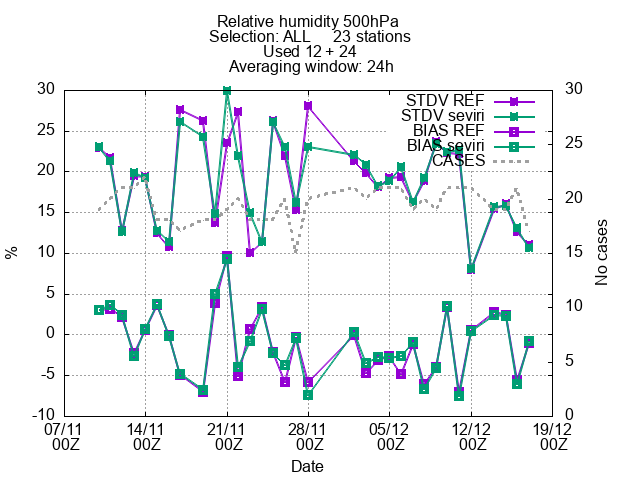 Relative humidity 500hPa
Selection: ALL 23 stations
Used 12 + 24
Averaging window: 24h
STDV REF
STDV seviri
BIAS REF
BIAS seviri
CASES
%
30
25
20
15
10
5
0
-5
-10
No cases
30
25
20
15
10
5
0
07/11 14/11 21/11 28/11 05/12 12/12 19/12
00Z 00Z 00Z 00Z 00Z 00Z 00Z
Date